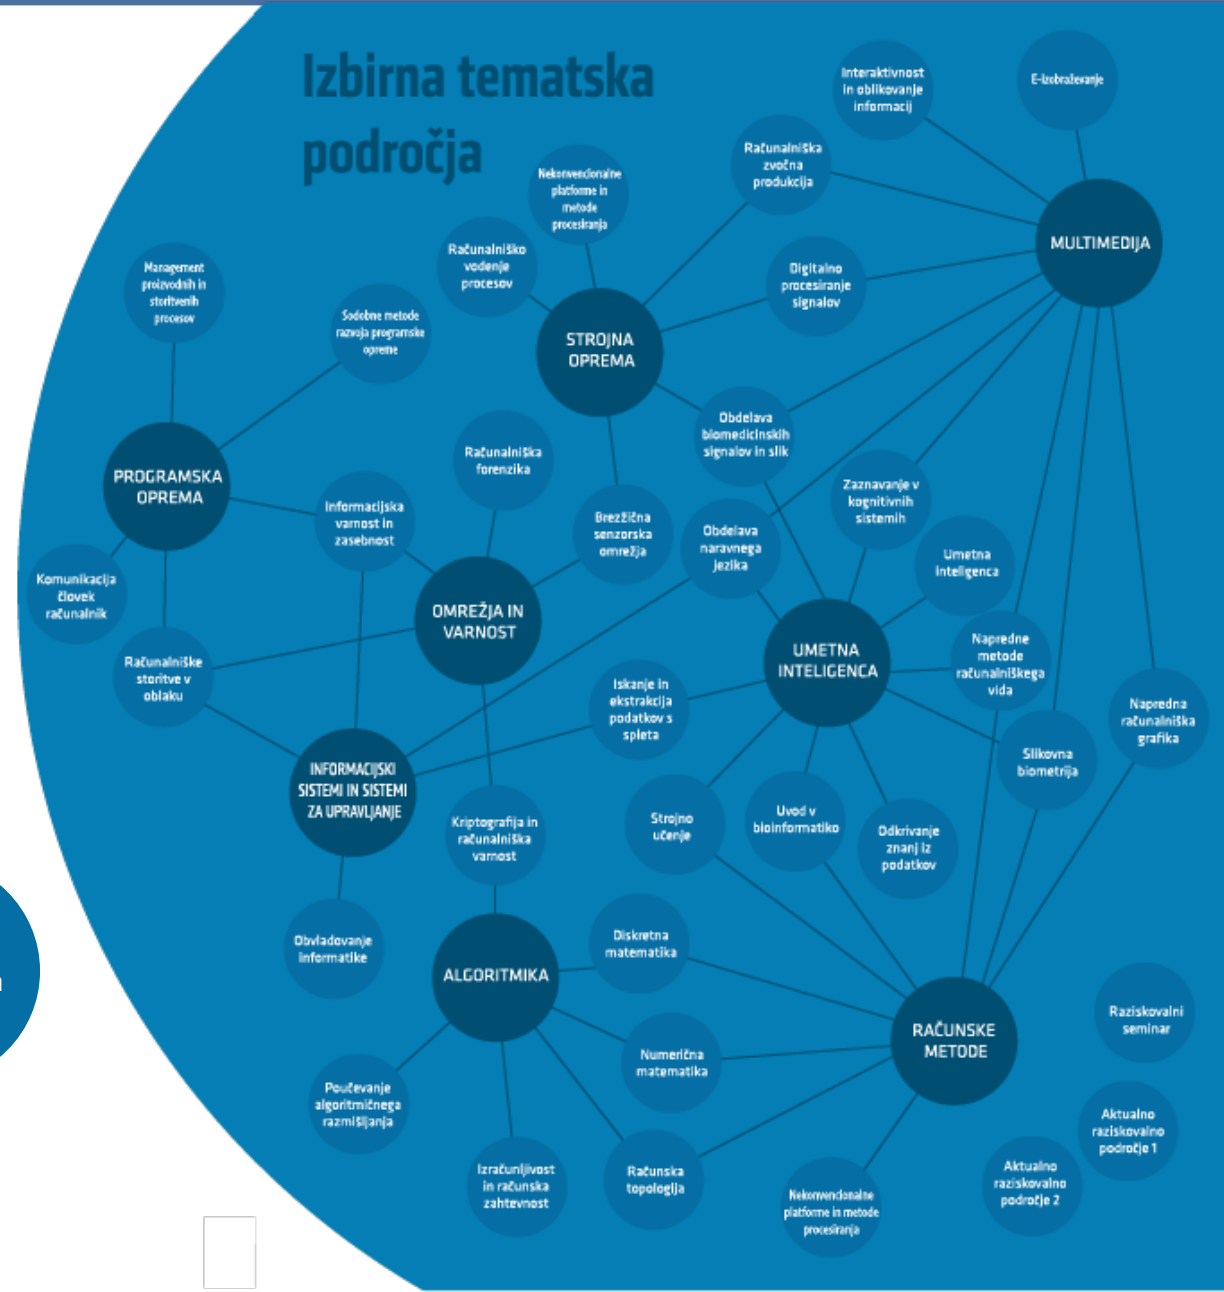 Izbirna tematska
področja
Interaktivnost
in oblikovanje
informacij
E-izobraževanje
Računalniška
zvočna
produkcija
Nekonvencionalne
platforme in
metode
procesiranja
MULTIMEDIJA
Računalniško
vodenje
procesov
Digitalno
procesiranje
signalov
Management
proizvodnih in
storitvenih
procesov
Sodobne metode
razvoja programske
opreme
STROJNA
OPREMA
Obdelava
biomedicinskih
signalov in slik
Računalniška
forenzika
PROGRAMSKA
OPREMA
Zaznavanje v
kognitivnih
sistemih
Informacijska
varnost in
zasebnost
Brezžična
senzorska
omrežja
Obdelava
naravnega
jezika
Umetna
inteligenca
Komunikacija
človek
računalnik
OMREŽJA IN
VARNOST
UMETNA
INTELIGENCA
Napredne
metode
računalniškega
vida
Računalniške
storitve v
oblaku
Iskanje in
ekstrakcija
podatkov s
spleta
Napredna
računalniška
grafika
Slikovna
biometrija
INFORMACIJSKI
SISTEMI IN SISTEMI
ZA UPRAVLJANJE
Kriptografija in
računalniška
varnost
Strojno
učenje
Uvod v
bioinformatiko
Odkrivanje
znanj iz
podatkov
Obvladovanje
informatike
Diskretna
matematika
ALGORITMIKA
Raziskovalni
seminar
RAČUNSKE
METODE
Numerična
matematika
Poučevanje
algoritmičnega
razmišljanja
Aktualno
raziskovalno
področje 1
Izračunljivost
in računska
zahtevnost
Računska
topologija
Nekonvencionalne
platforme in metode
procesiranja
Aktualno
raziskovalno
področje 2